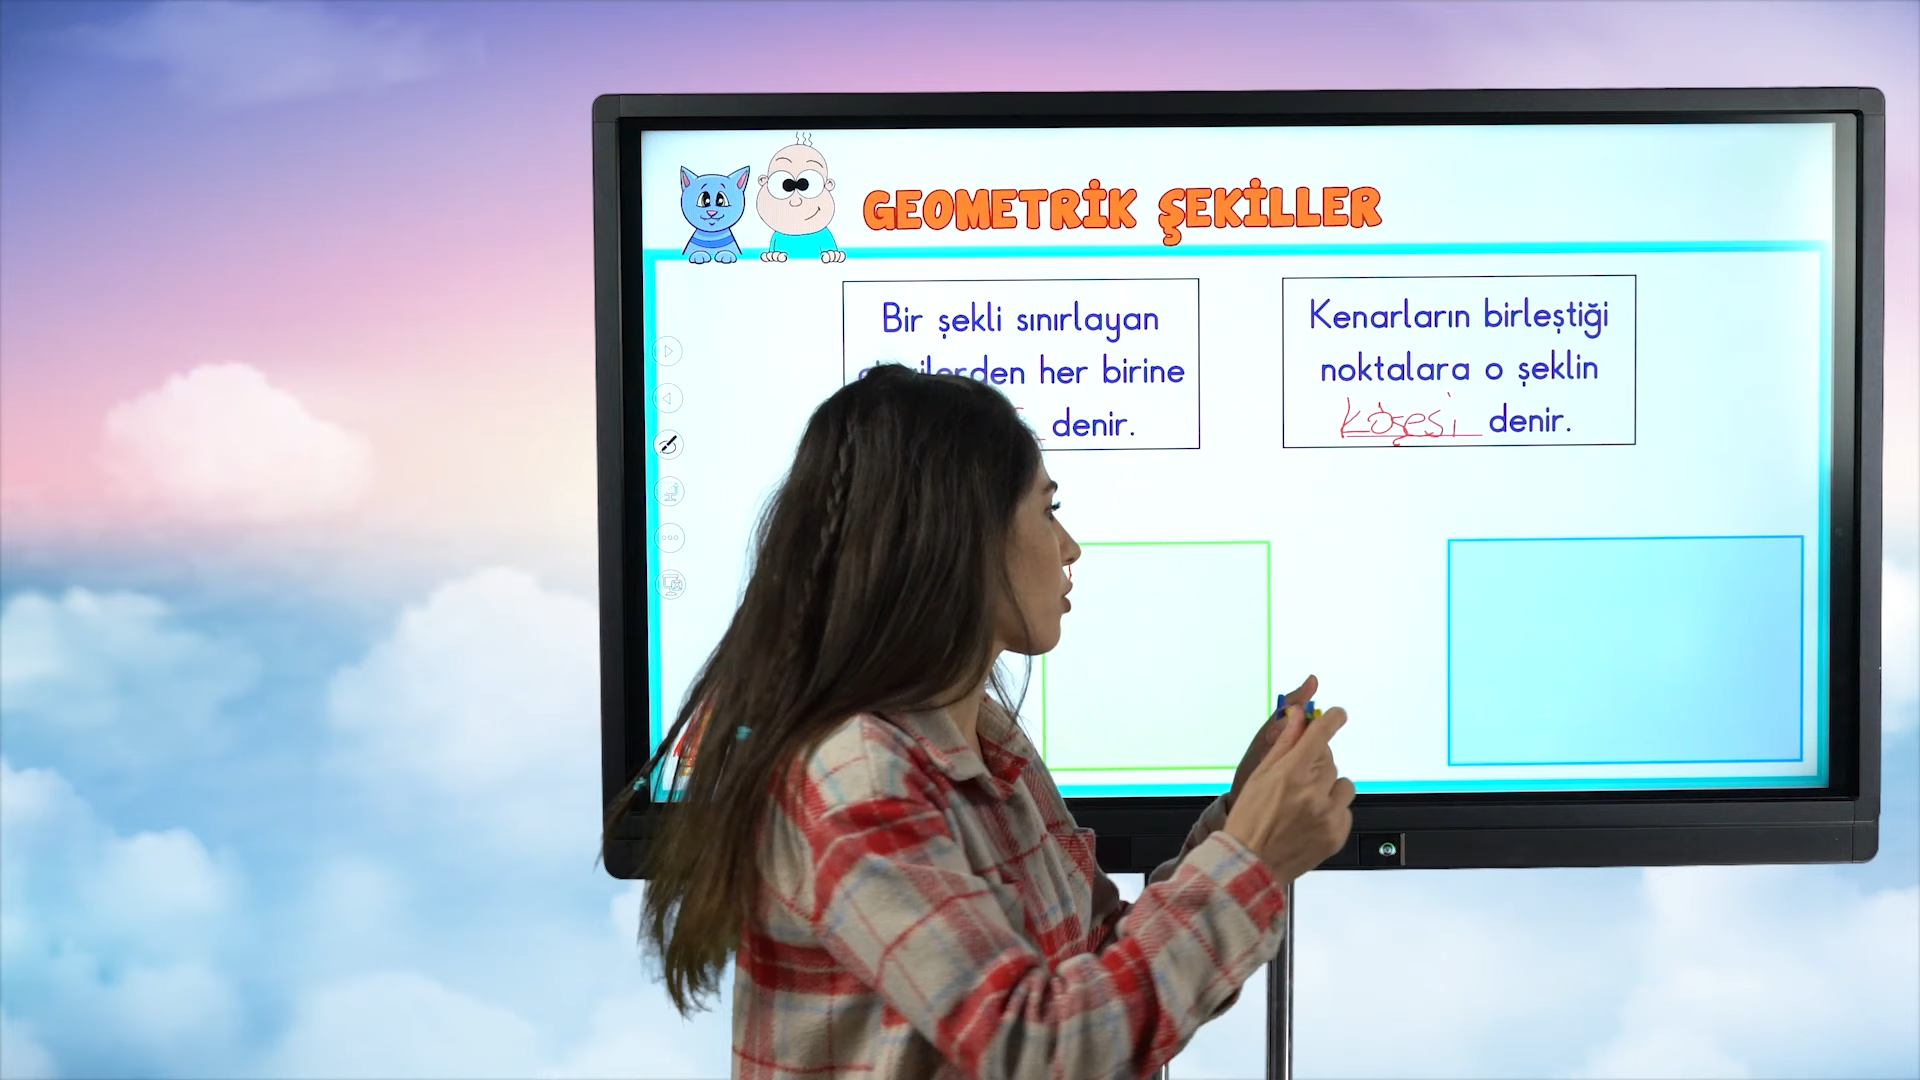 GEOMETRİK ŞEKİLLER
Bir şekli sınırlayan
her birine
denir.
Kenarların birleştiği
noktalara o şeklin
köşesi denir.